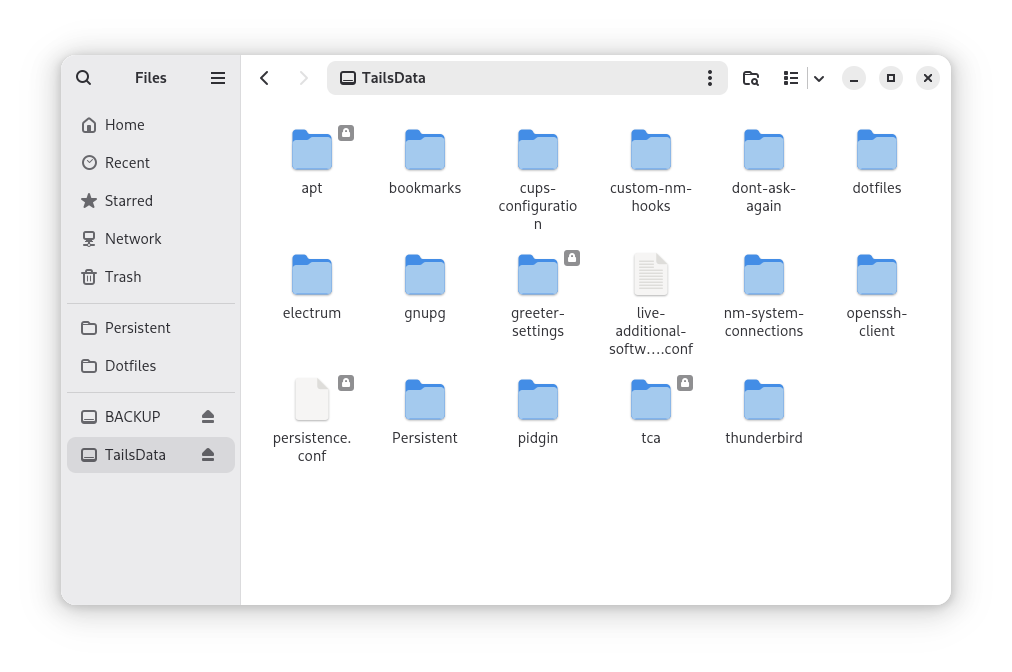 Files
TailsData
Home
Recent
Starred
Network
Trash
Persistent
Dotfiles
BACKUP
TailsData
apt
bookmarks
cups-
configuratio
n
custom-nm-
hooks
dont-ask-
again
dotfiles
electrum
gnupg
greeter-
settings
live-
additional-
softw….conf
nm-system-
connections
openssh-
client
persistence.
conf
Persistent
pidgin
tca
thunderbird